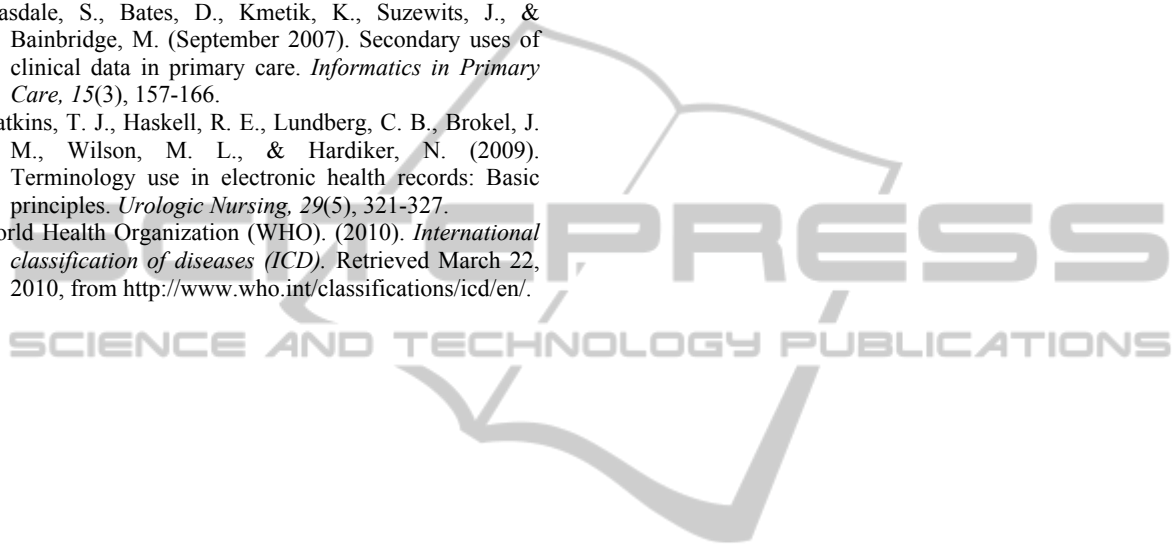 asdale, S., Bates, D., Kmetik, K., Suzewits, J., &
Bainbridge, M. (September 2007). Secondary uses of
clinical data in primary care. Informatics in Primary
Care, 15(3), 157-166.
atkins, T. J., Haskell, R. E., Lundberg, C. B., Brokel, J.
M., Wilson, M. L., & Hardiker, N. (2009).
Terminology use in electronic health records: Basic
principles. Urologic Nursing, 29(5), 321-327.
orld Health Organization (WHO). (2010). International
classification of diseases (ICD). Retrieved March 22,
2010, from http://www.who.int/classifications/icd/en/.
SCITEPRESS
SCIENCE AND TECHNOLOGY PUBLICATIONS